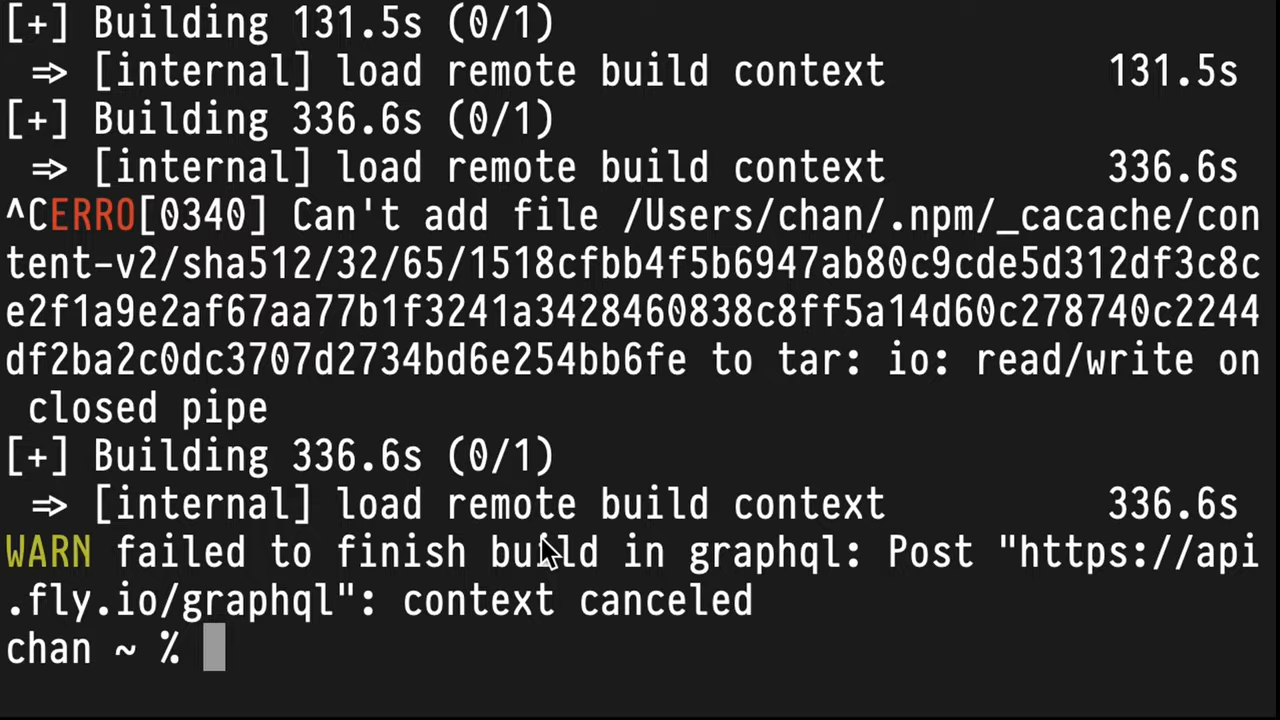 [+] Building 131.5s (0/1)
 => [internal] load remote build context 131.5s
[+] Building 336.6s (0/1)
 => [internal] load remote build context 336.6s
^CERRO[0340] Can't add file /Users/chan/.npm/_cacache/con
tent-v2/sha512/32/65/1518cfbb4f5b6947ab80c9cde5d312df3c8c
e2f1a9e2af67aa77b1f3241a3428460838c8ff5a14d60c278740c2244
df2ba2c0dc3707d2734bd6e254bb6fe to tar: io: read/write on
 closed pipe
[+] Building 336.6s (0/1)
 => [internal] load remote build context 336.6s
WARN failed to finish build in graphql: Post "https://api
.fly.io/graphql": context canceled
chan ~ %